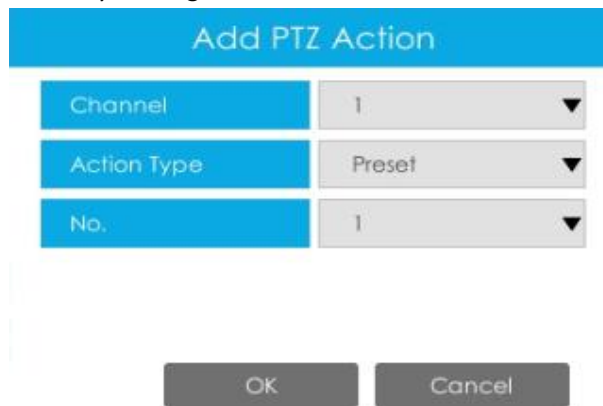 Add PTZ Action
Channel 1
Action Type Preset
No. 1
OK Cancel